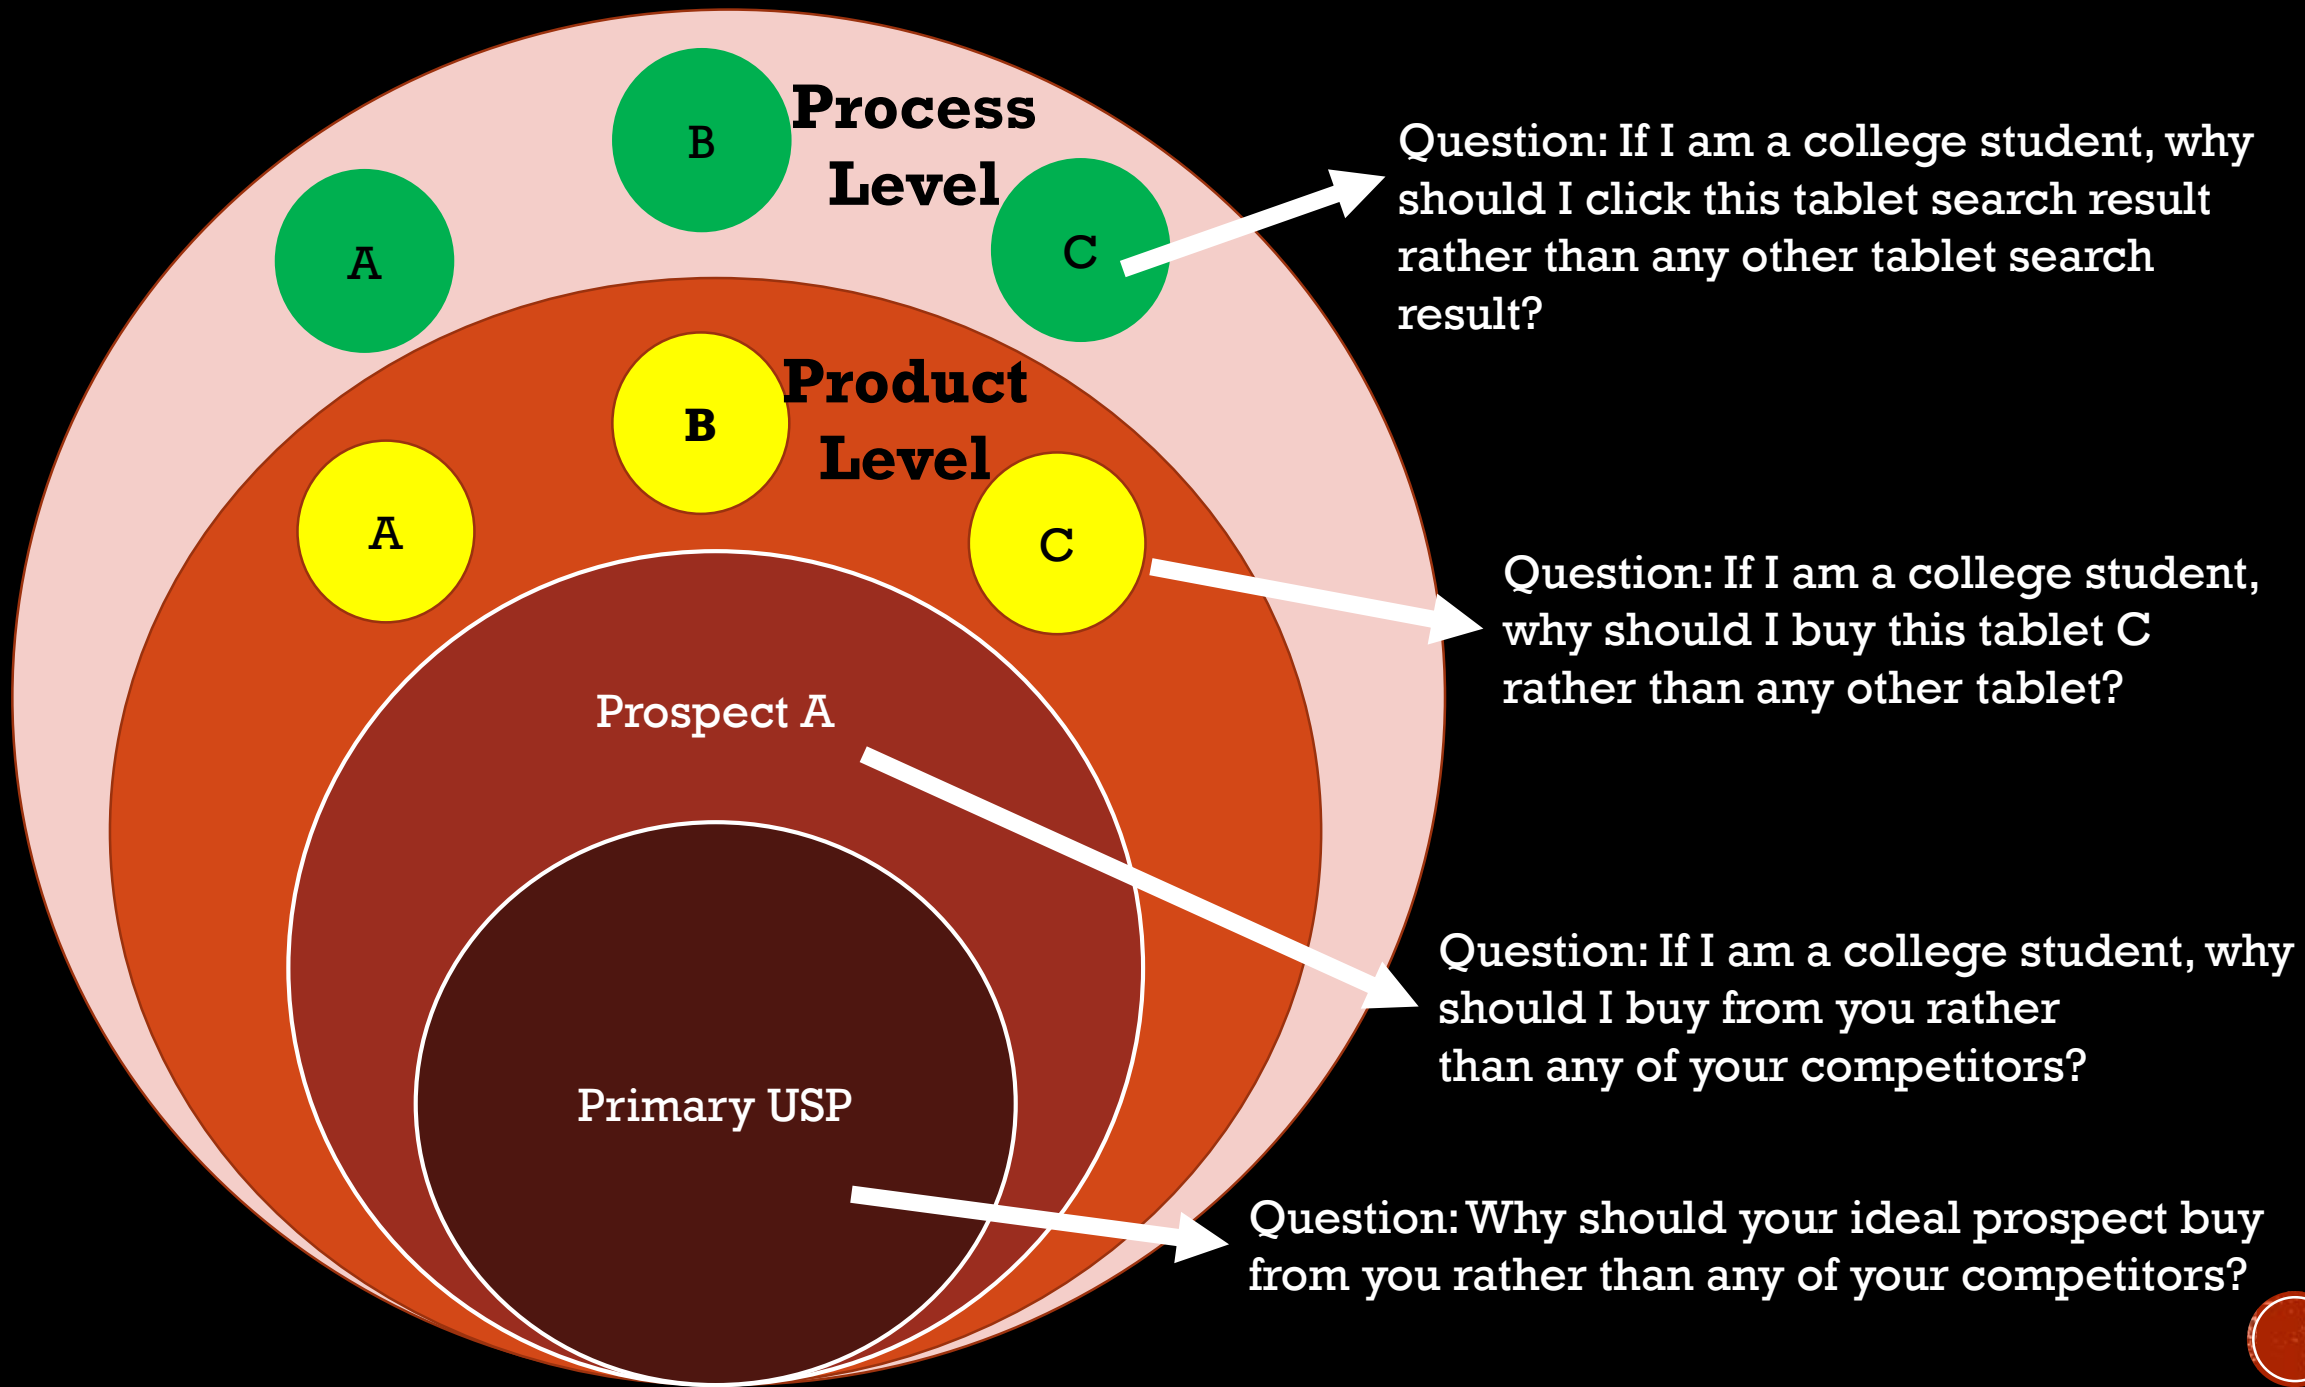 B
Process
Level
A
C
Question: If I am a college student, why
should I click this tablet search result
rather than any other tablet search
result?
B
Product
Level
A
C
Question: If I am a college student,
why should I buy this tablet C
rather than any other tablet?
Prospect A
Question: If I am a college student, why
should I buy from you rather
than any of your competitors?
Primary USP
Question: Why should your ideal prospect buy
from you rather than any of your competitors?